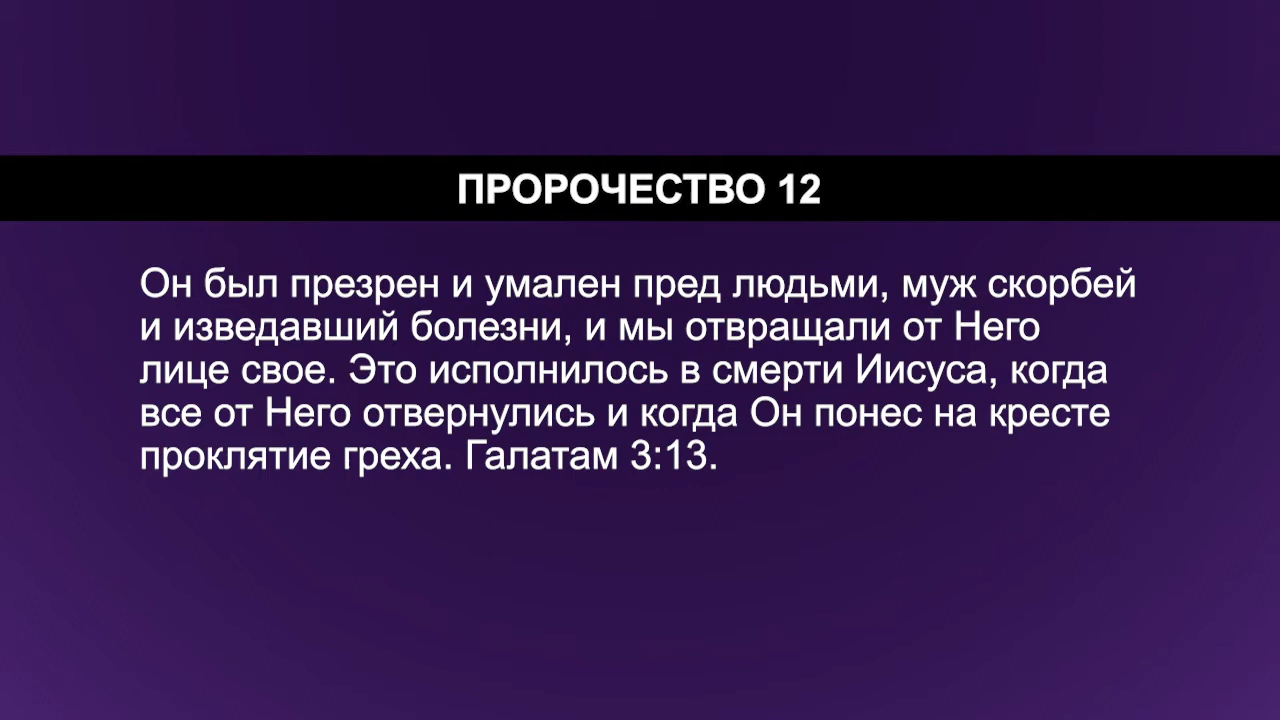 ПРОРОЧЕСТВО 12
Он был презрен и умален пред людьми, муж скорбей
и изведавший болезни, и мы отвращали от Него
лице свое. Это исполнилось в смерти Иисуса, когда
все от Него отвернулись и когда Он понес на кресте
проклятие греха. Галатам 3:13.